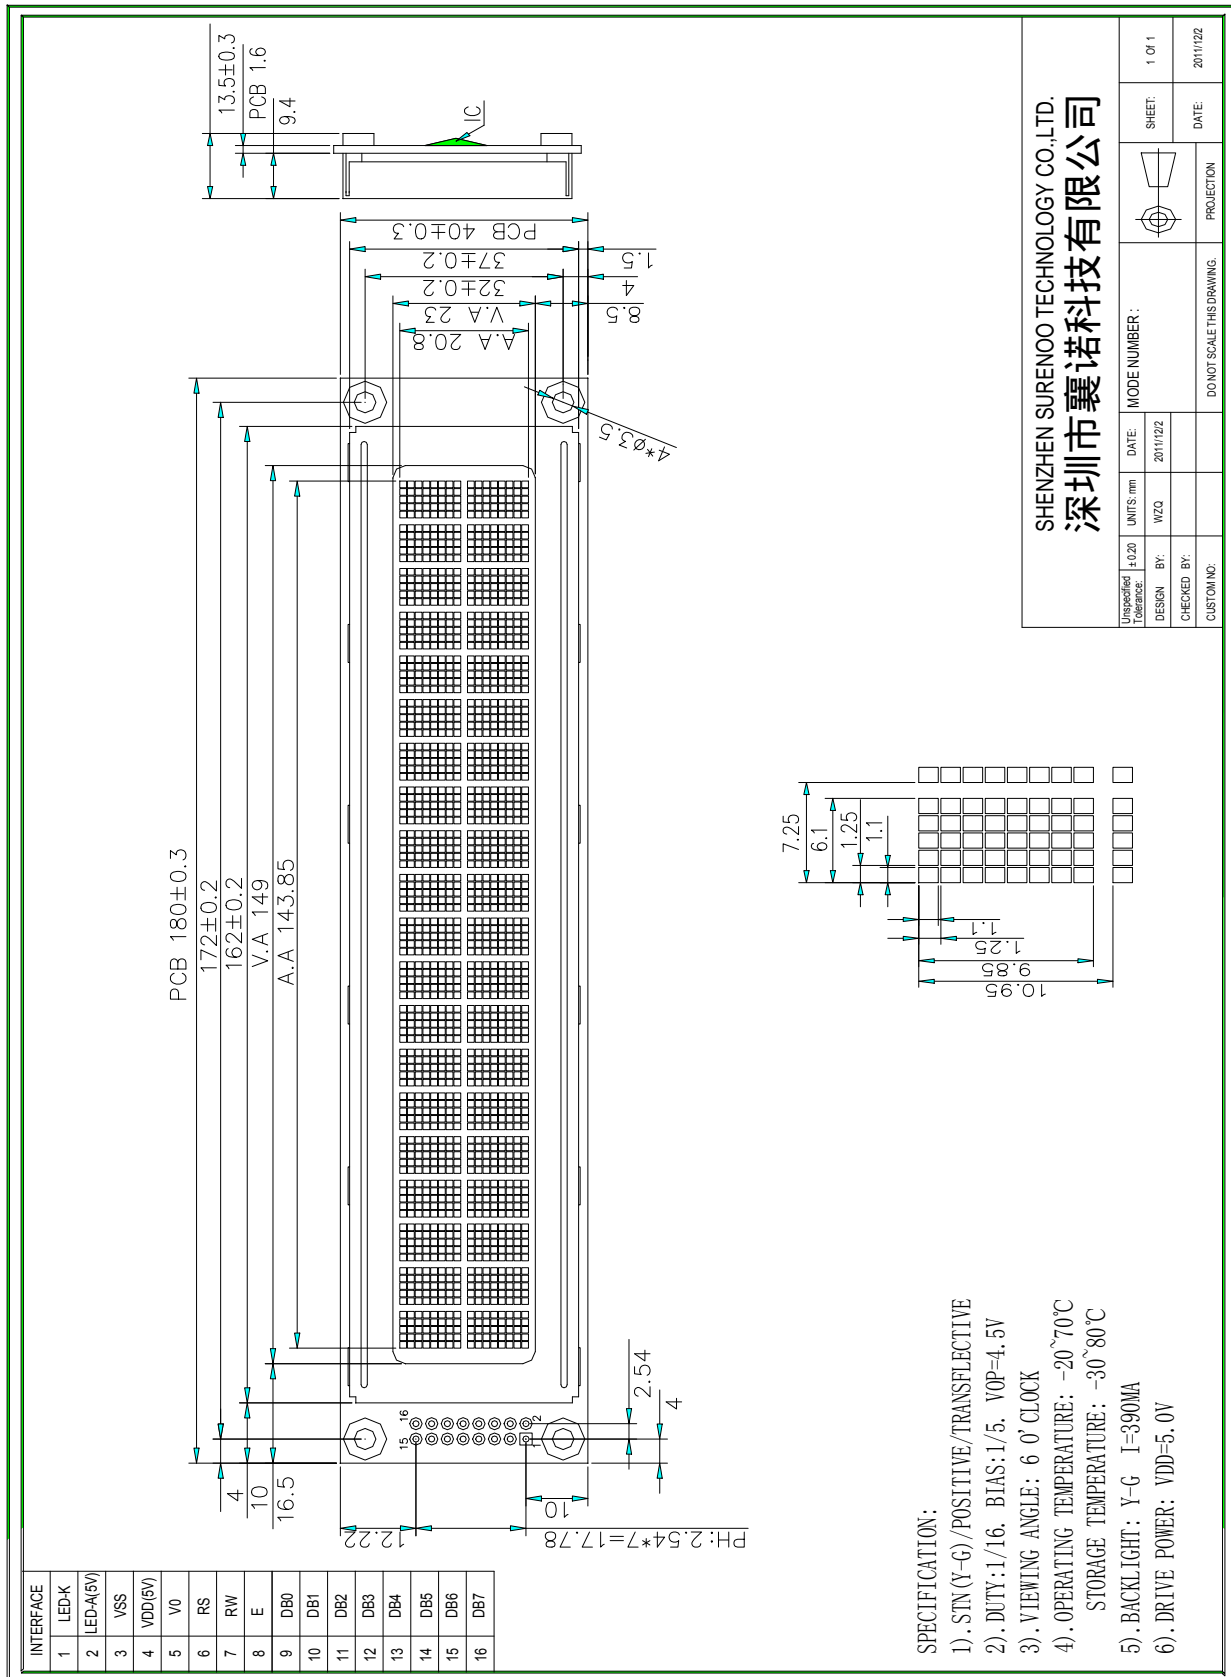 INTERFACE
1 LED-K
2 LED-A(5V)
3 VSS
4 VDD(5V)
5 V0
6 RS
7 RW
8 E
9 DB0
10 DB1
11 DB2
12 DB3
13 DB4
14 DB5
15 DB6
16 DB7
PCB 180±0.3
172±0.2
162±0.2
V.A 149
A.A 143.85
4
10
16.5
15
16
1
2
12.22
PH:2.54*7=17.78
10
2.54
4
4*ø3.5
A.A 20.8
V.A 23
32±0.2
37±0.2
PCB 40±0.3
8.5
4
1.5
13.5±0.3
PCB 1.6
9.4
IC
7.25
6.1
1.25
1.1
1.1
1.25
9.85
10.95
SPECIFICATION:
1).STN(Y-G)/POSITIVE/TRANSFLECTIVE
2).DUTY:1/16. BIAS:1/5. VOP=4.5V
3).VIEWING ANGLE: 6 O'CLOCK
4).OPERATING TEMPERATURE: -20~70℃
STORAGE TEMPERATURE: -30~80℃
5).BACKLIGHT: Y-G I=390MA
6).DRIVE POWER: VDD=5.0V
SHENZHEN SURENOO TECHNOLOGY CO.,LTD.
深圳市襄诺科技有限公司
Unspecified Tolerance: ±0.20 UNITS: mm DATE: MODE NUMBER :
DESIGN BY: WZQ 2011/12/2
CHECKED BY:
CUSTOM NO:
DO NOT SCALE THIS DRAWING.
PROJECTION
SHEET: 1 Of 1
DATE: 2011/12/2